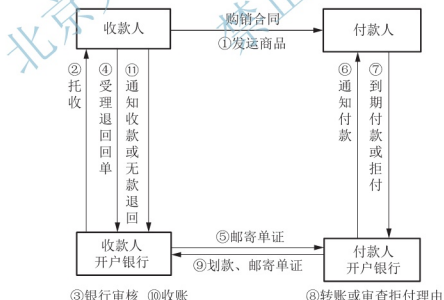 北京
禁止
收款人
购销合同
①发运商品
付款人
②托收
④受理退回回单
⑪通知收款或无款退回
⑥通知付款
⑦到期付款或拒付
收款人
开户银行
⑤邮寄单证
⑨划款、邮寄单证
付款人
开户银行
③银行审核 ⑩收账
⑧转账或审查拒付理由